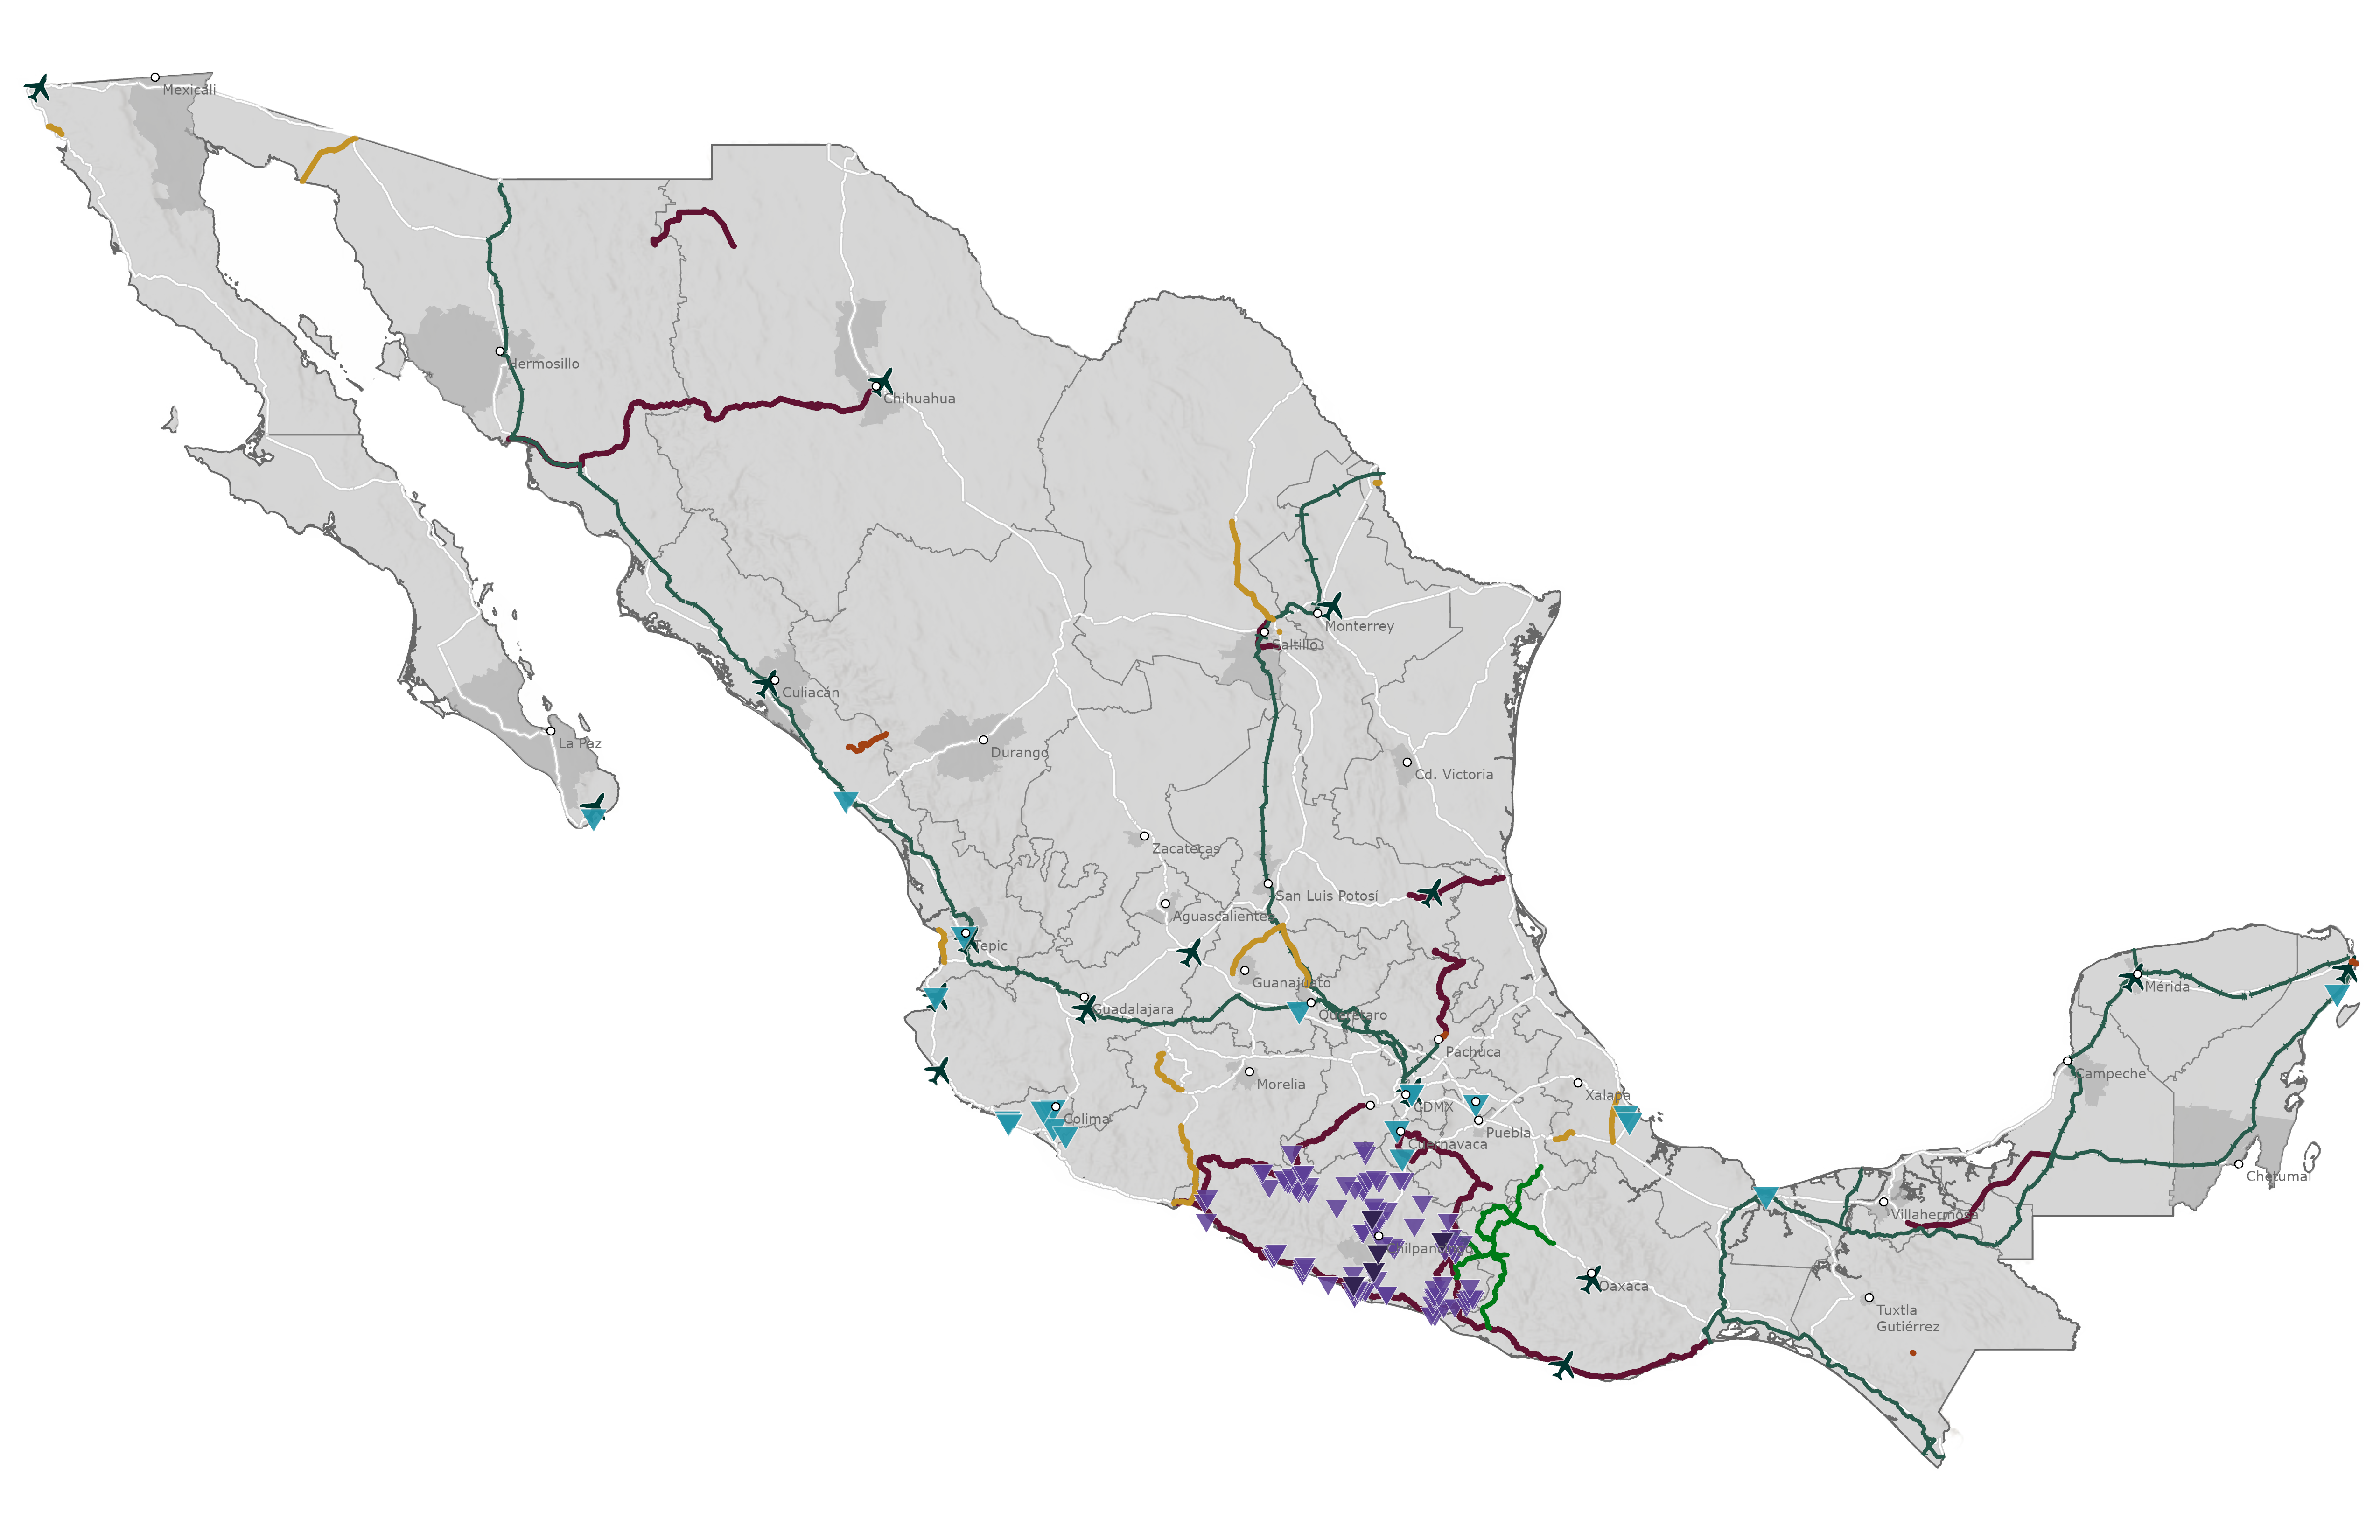 Mexicali
Hermosillo
Chihuahua
Monterrey
Saltillo
Culiacán
La Paz
Durango
Cd. Victoria
Zacatecas
San Luis Potosí
Aguascalientes
Tepic
Guanajuato
Mérida
Guadalajara
Querétaro
Pachuca
Campeche
Morelia
Xalapa
CDMX
Colima
Puebla
Cuernavaca
Chetumal
Villahermosa
Oaxaca
Tuxtla
Gutiérrez